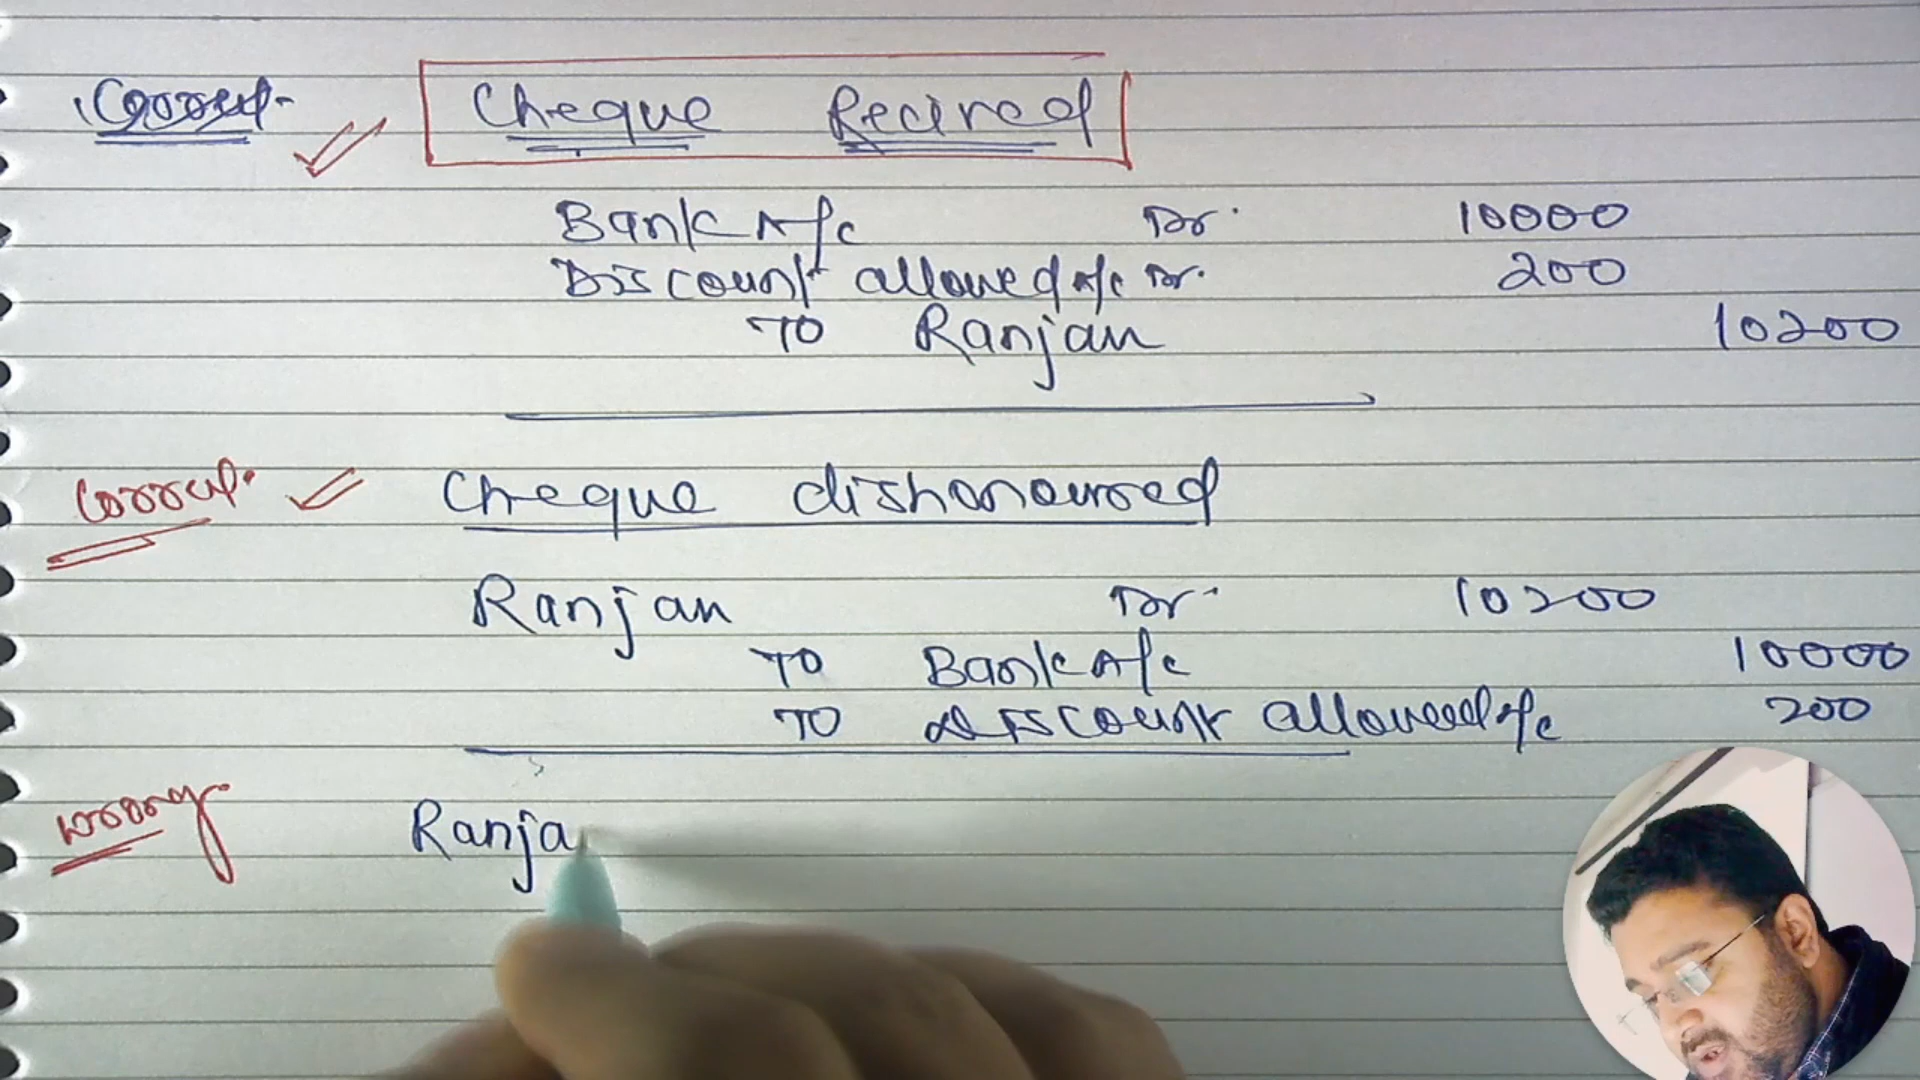 Correct.
Cheque Recived
Bank A/c Dr. 10000
Discount allowed A/c Dr. 200
TO Ranjan 10200
Correct. Cheque dishonoured
Ranjan Dr. 10200
TO Bank A/c 10000
TO Discount allowed A/c 200
wrong. Ranja